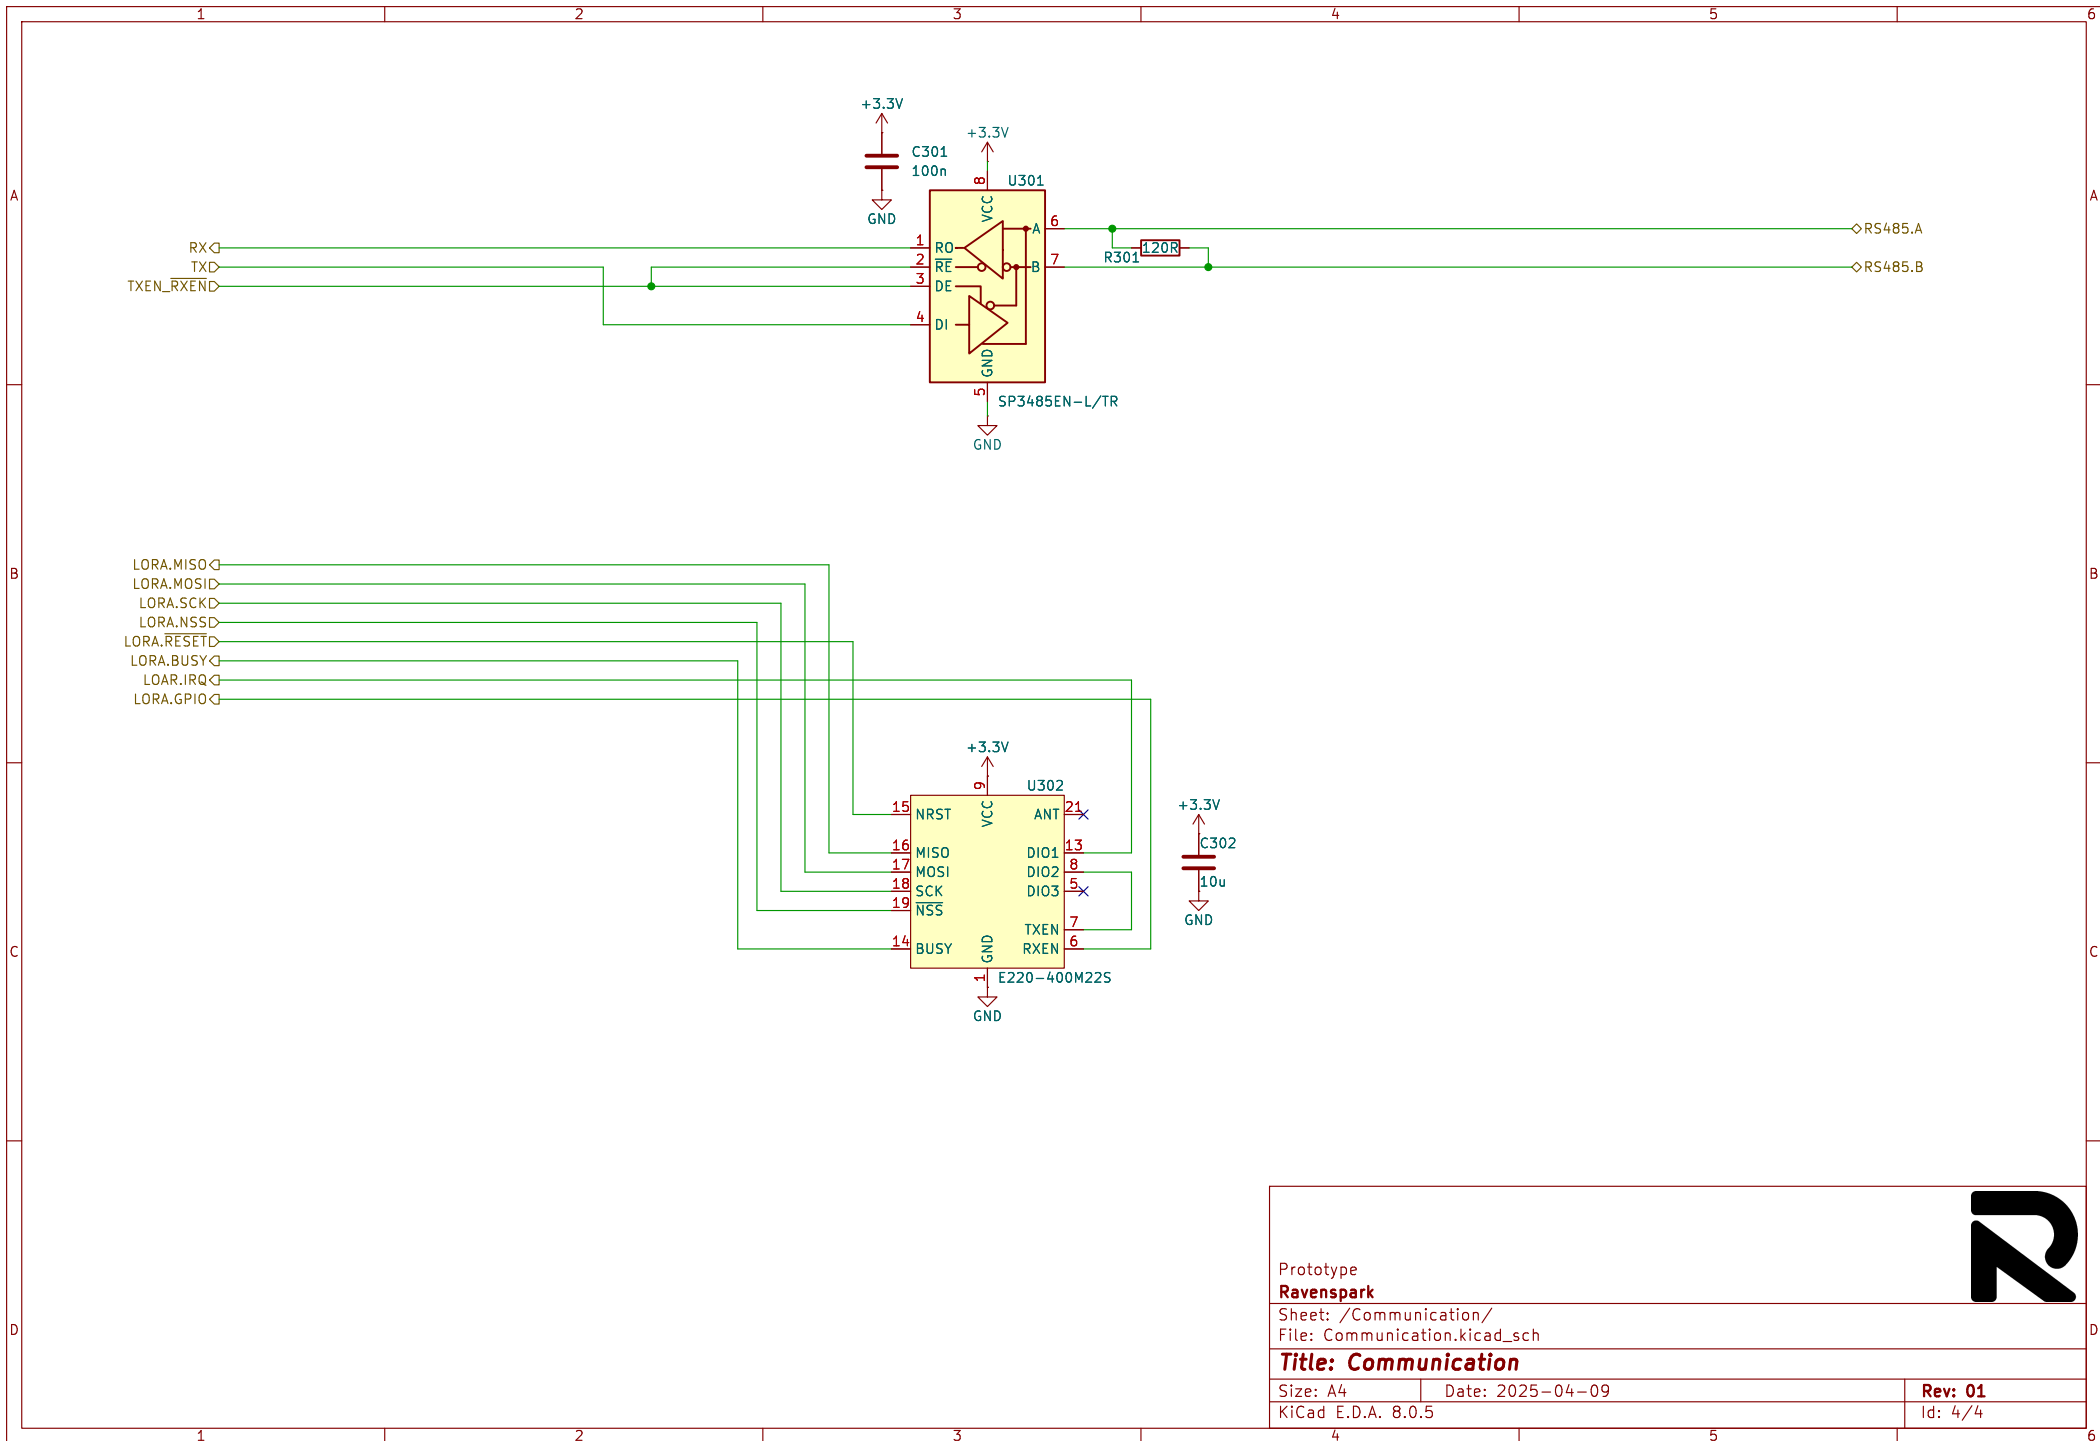 1 2 3 4 5 6
+3.3V
+3.3V
C301
100n
GND
8
U301
A A
VCC
6 A RS485.A
RX 1 RO
120R
R301
TX 2 RE 7 B RS485.B
TXEN_RXEN 3 DE
4 DI
GND
5
SP3485EN-L/TR
GND
LORA.MISO
B B
LORA.MOSI
LORA.SCK
LORA.NSS
LORA.RESET
LORA.BUSY
LOAR.IRQ
LORA.GPIO
+3.3V
9
U302
+3.3V
15 NRST VCC ANT 21
C302
16 MISO DIO1 13
17 MOSI DIO2 8
18 SCK DIO3 5
10u
19 NSS
GND
7 TXEN
14 BUSY GND RXEN 6
C C
1
E220-400M22S
GND
Prototype
Ravenspark
Sheet: /Communication/
D D
File: Communication.kicad_sch
Title: Communication
Size: A4 Date: 2025-04-09 Rev: 01
KiCad E.D.A. 8.0.5 Id: 4/4
1 2 3 4 5 6